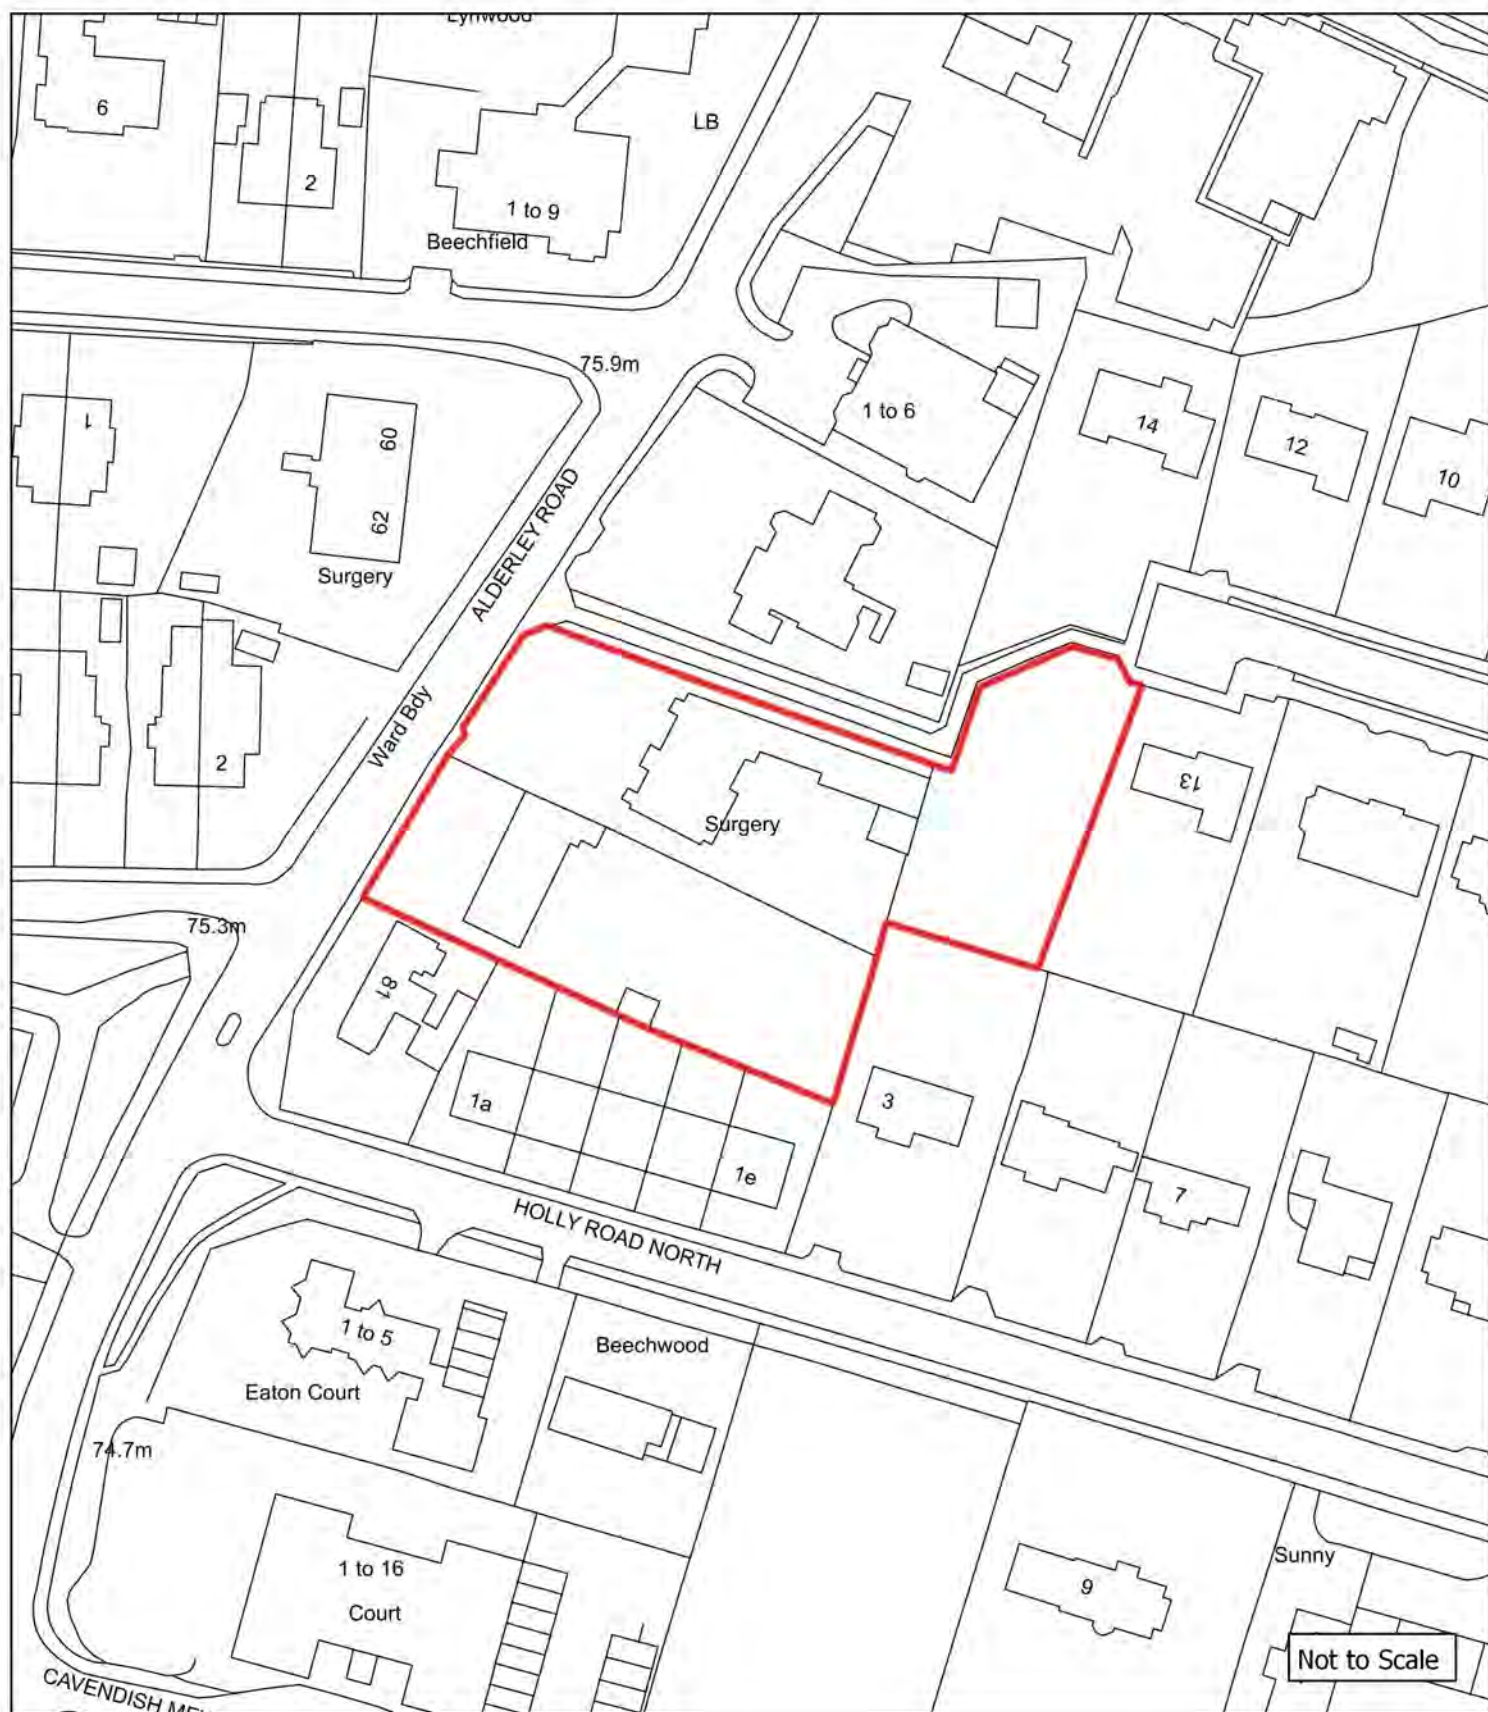 Lynwood
6
2
LB
1 to 9
Beechfield
75.9m
1
60
62
Surgery
1 to 6
14
12
10
ALDERLEY ROAD
Ward Bdy
2
13
Surgery
75.3m
81
1a
1e
3
7
HOLLY ROAD NORTH
1 to 5
Eaton Court
Beechwood
74.7m
1 to 16
Court
9
Sunny
Not to Scale
CAVENDISH